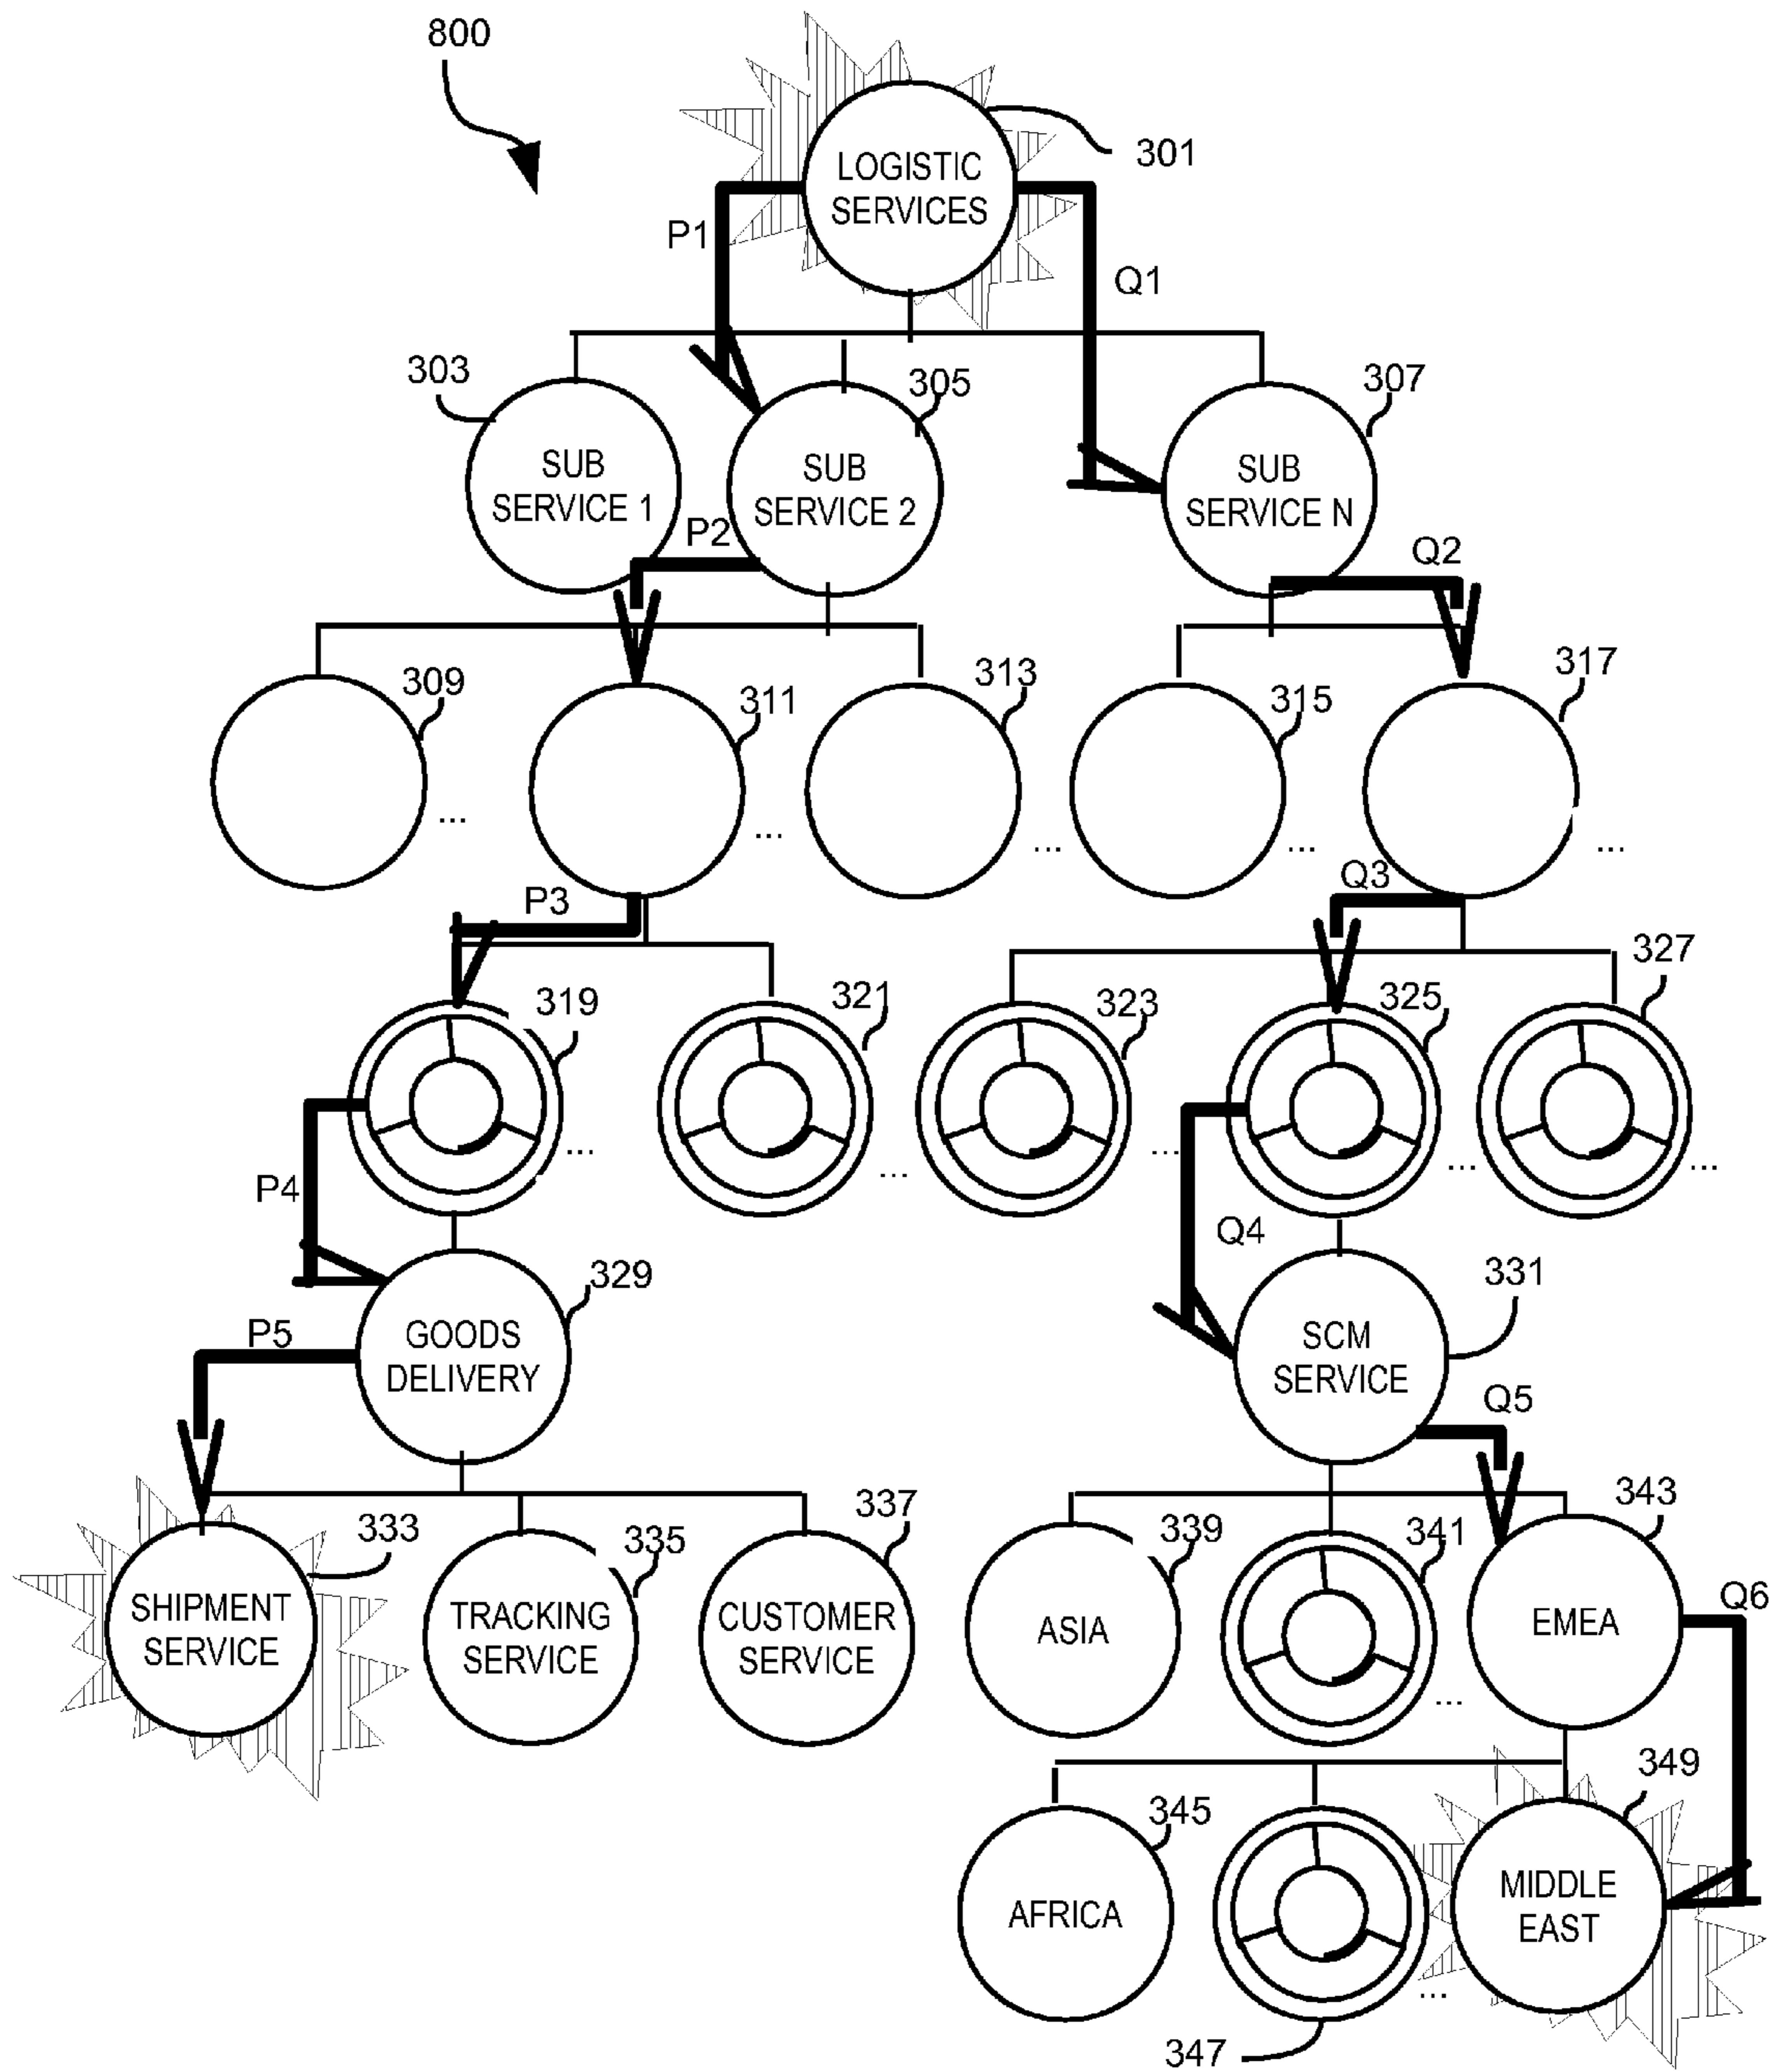 800
LOGISTIC
SERVICES
301
P1
Q1
303
305
307
SUB
SERVICE 1
SUB
SERVICE 2
SUB
SERVICE N
P2
Q2
309
311
313
315
317
...
...
...
...
...
P3
Q3
319
321
323
325
327
...
...
...
...
...
P4
Q4
329
331
GOODS
DELIVERY
SCM
SERVICE
P5
Q5
333
335
337
339
341
343
SHIPMENT
SERVICE
TRACKING
SERVICE
CUSTOMER
SERVICE
ASIA
...
EMEA
Q6
345
349
AFRICA
...
MIDDLE
EAST
347